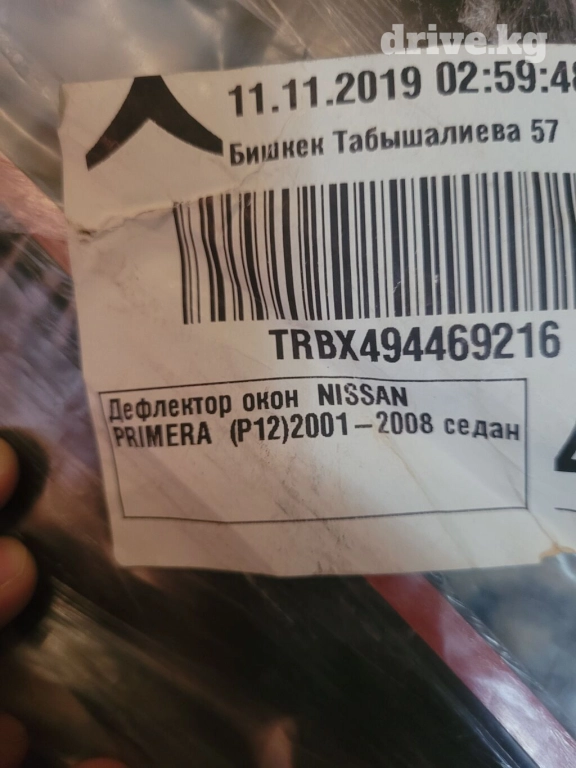 drive.kg
11.11.2019 02:59:48
Бишкек Табышалиева 57
TRBX494469216
Дефлектор окон NISSAN
PRIMERA (P12)2001-2008 седан